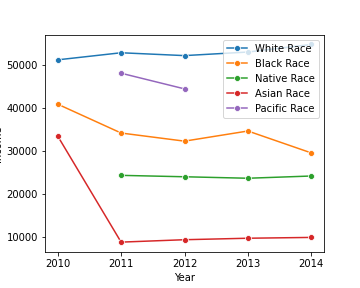 White Race
Black Race
Native Race
Asian Race
Pacific Race
50000
40000
30000
20000
10000
2010 2011 2012 2013 2014
Year